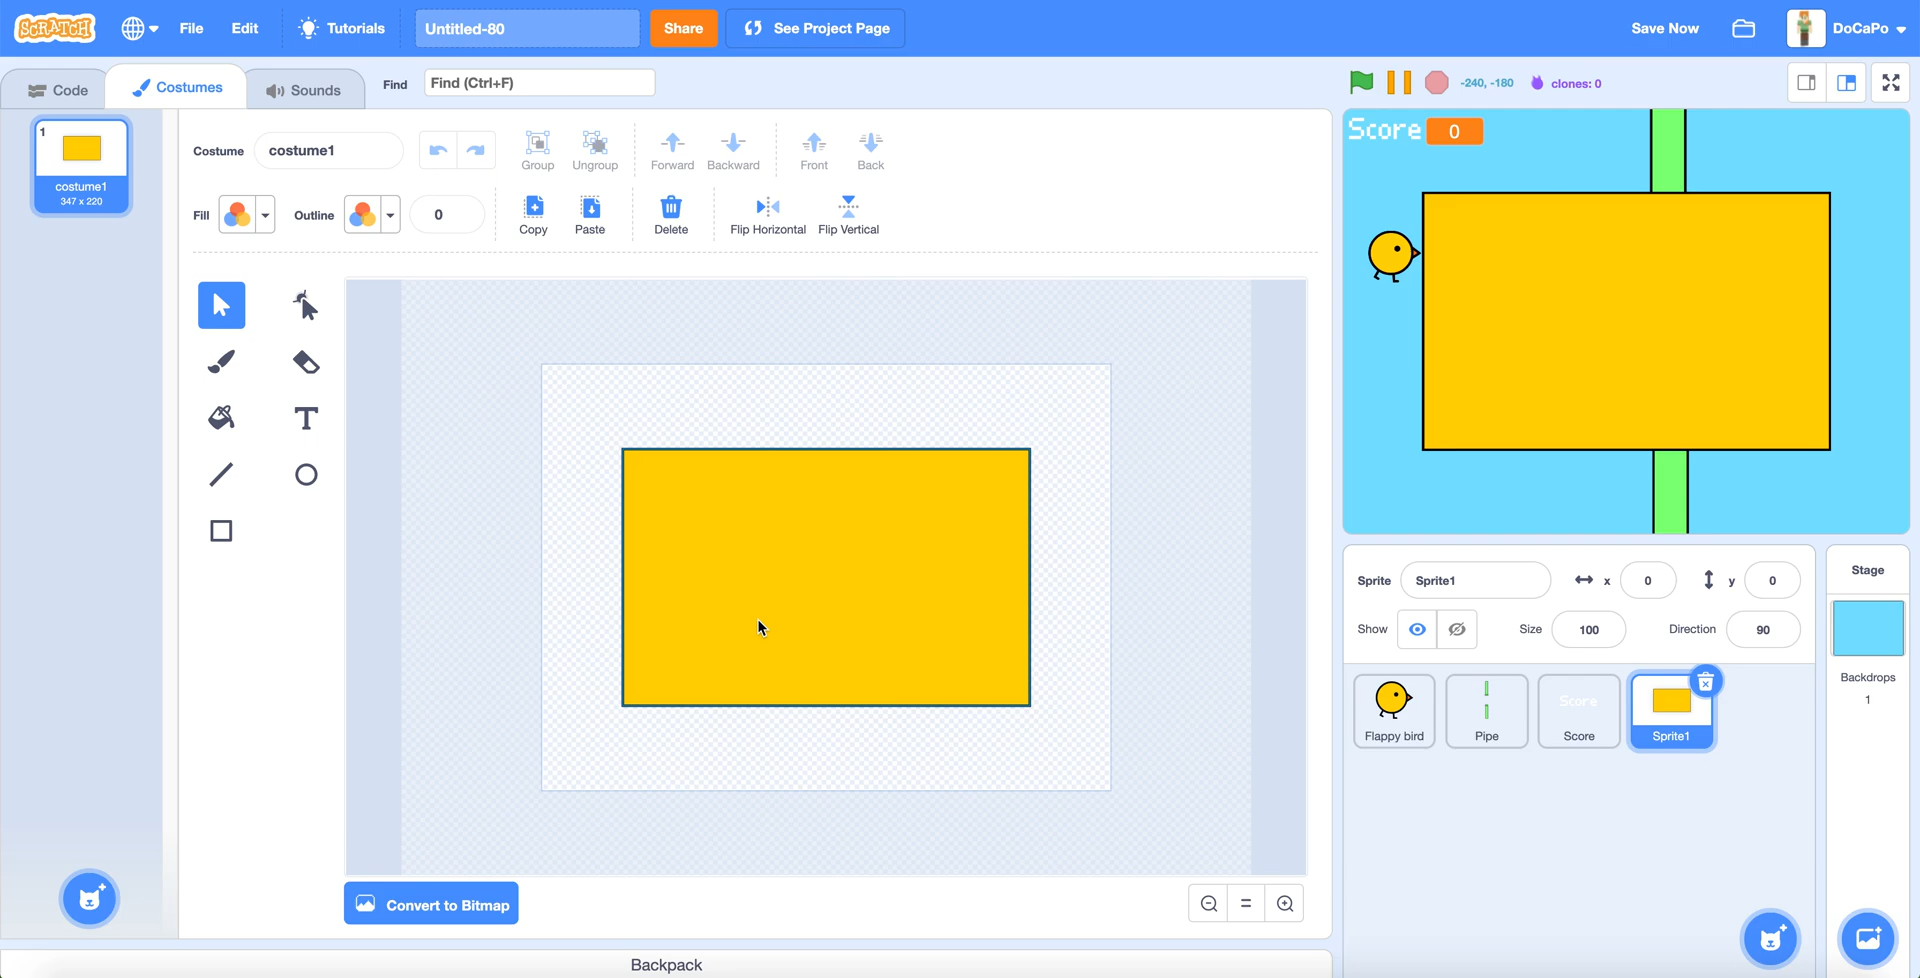 SCRATCH File Edit Tutorials Untitled-80 Share See Project Page Save Now DoCaPo
Code Costumes Sounds Find Find (Ctrl+F) -240, -180 clones: 0
1
costume1
347 x 220
Costume costume1 Group Ungroup Forward Backward Front Back
Fill Outline 0 Copy Paste Delete Flip Horizontal Flip Vertical
T
Convert to Bitmap
Backpack
Score 0
Sprite Sprite1 x 0 y 0
Show Size 100 Direction 90
Flappy bird Pipe Score Score Sprite1
Stage
Backdrops
1